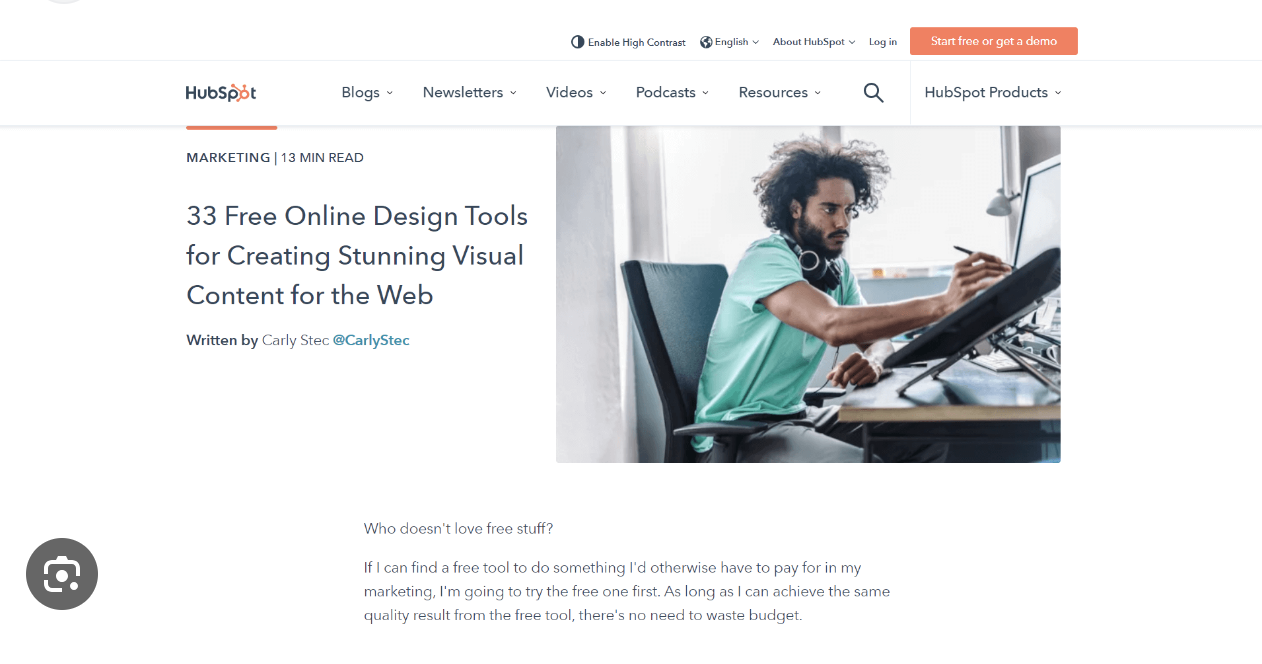 Enable High Contrast English About HubSpot Log in Start free or get a demo
HubSpot Blogs Newsletters Videos Podcasts Resources HubSpot Products
MARKETING | 13 MIN READ
33 Free Online Design Tools
for Creating Stunning Visual
Content for the Web
Written by Carly Stec @CarlyStec
Who doesn't love free stuff?
If I can find a free tool to do something I'd otherwise have to pay for in my
marketing, I'm going to try the free one first. As long as I can achieve the same
quality result from the free tool, there's no need to waste budget.